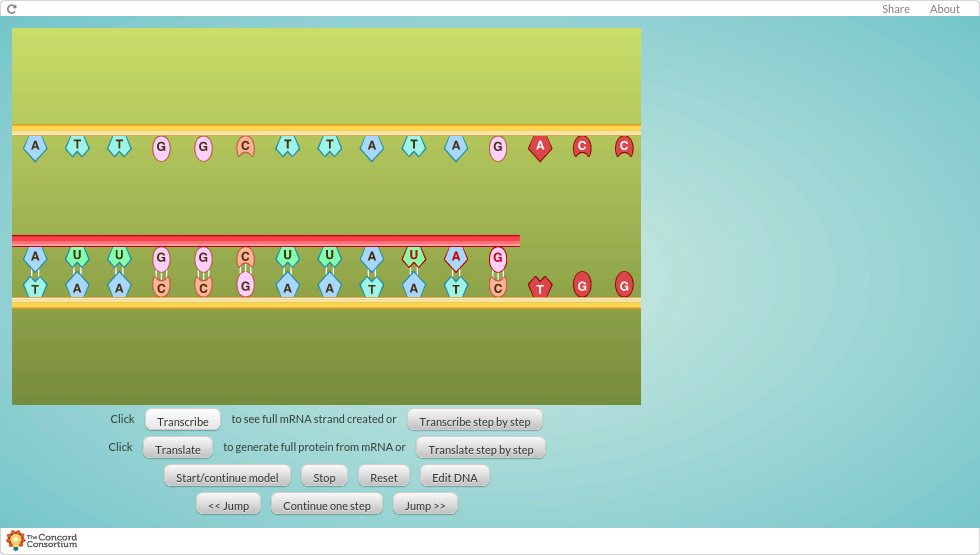 Share About
A T T G G C T T A T A G A C C
A U U G G C U U A U A G
T A A C C G A A T A T C T G G
Click Transcribe to see full mRNA strand created or Transcribe step by step
Click Translate to generate full protein from mRNA or Translate step by step
Start/continue model Stop Reset Edit DNA
<< Jump Continue one step Jump >>
The Concord
Consortium